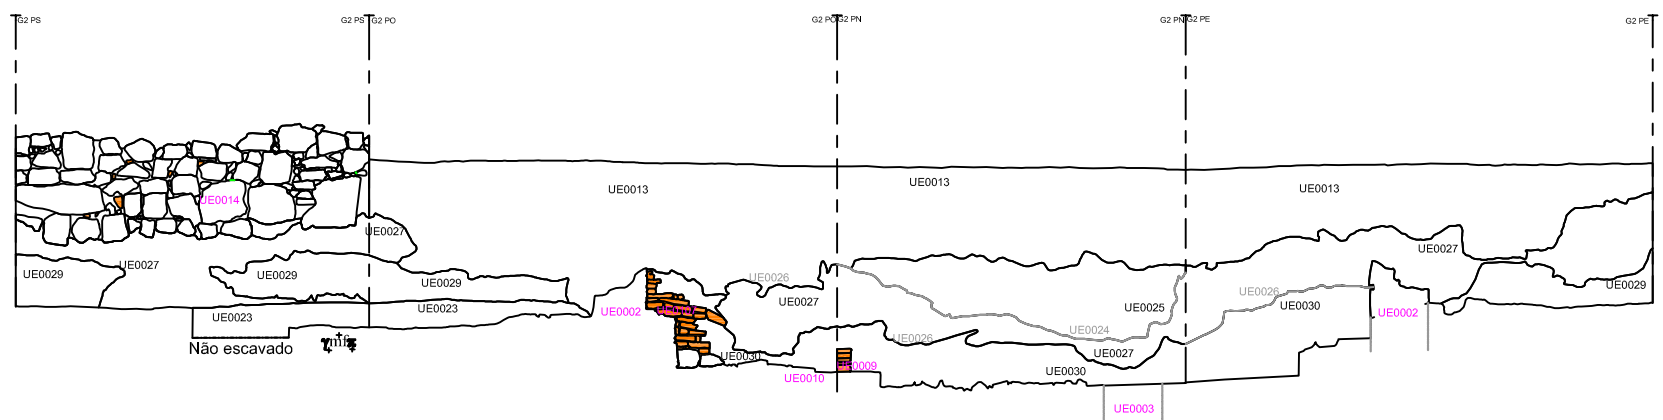 G2 PS
G2 PS
G2 PO
G2 PO
G2 PN
G2 PN
G2 PE
G2 PE
UE0013
UE0013
UE0013
UE0014
UE0027
UE0027
UE0027
UE0029
UE0029
UE0029
UE0026
UE0027
UE0025
UE0026
UE0029
UE0023
UE0023
UE0002
UE0030
UE0002
UE0024
UE0026
UE0027
Não escavado
UE0030
UE0009
UE0030
UE0010
UE0003